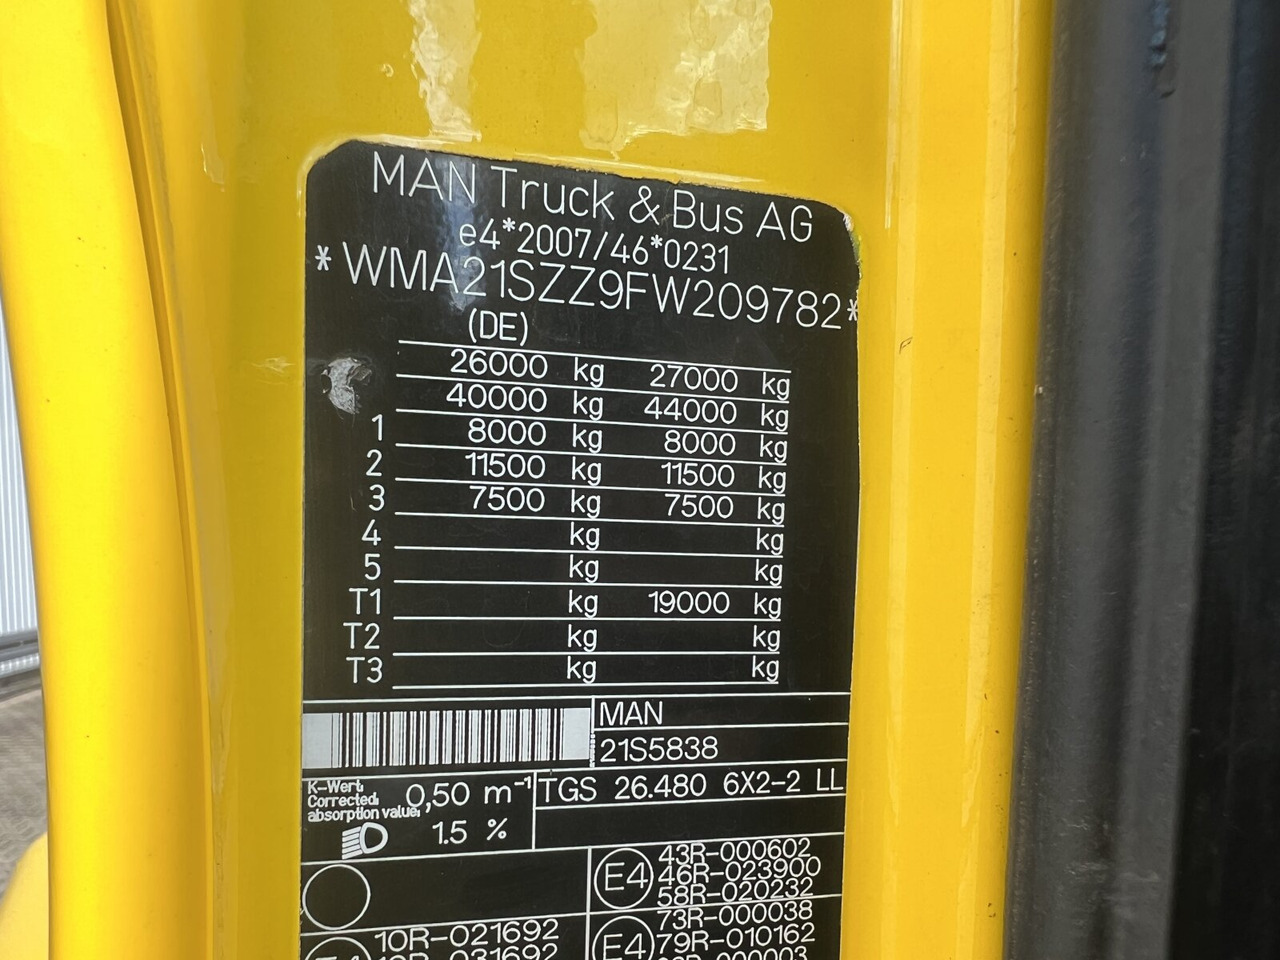 MAN Truck & Bus AG
e4*2007/46*0231
*WMA21SZZ9FW209782*
(DE)
26000 kg 27000 kg
40000 kg 44000 kg
1 8000 kg 8000 kg
2 11500 kg 11500 kg
3 7500 kg 7500 kg
4 kg kg
5 kg kg
T1 kg 19000 kg
T2 kg kg
T3 kg kg
MAN
21S5838
K-Wert:
Corrected
absorption value:
0,50 m⁻¹
TGS 26.480 6X2-2 LL
1.5 %
E4
43R-000602
46R-023900
58R-020232
10R-021692
E4
73R-000038
79R-010162